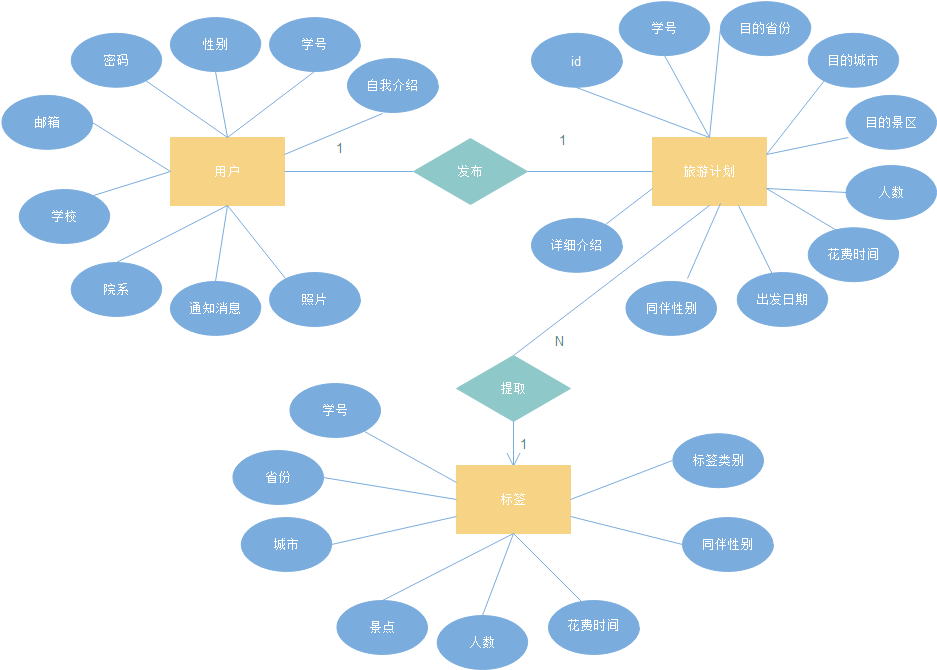 密码
性别
学号
自我介绍
邮箱
学校
院系
通知消息
照片
用户
1
发布
1
id
学号
目的省份
目的城市
目的景区
人数
花费时间
出发日期
同伴性别
详细介绍
旅游计划
N
提取
1
学号
省份
城市
景点
人数
花费时间
同伴性别
标签类别
标签